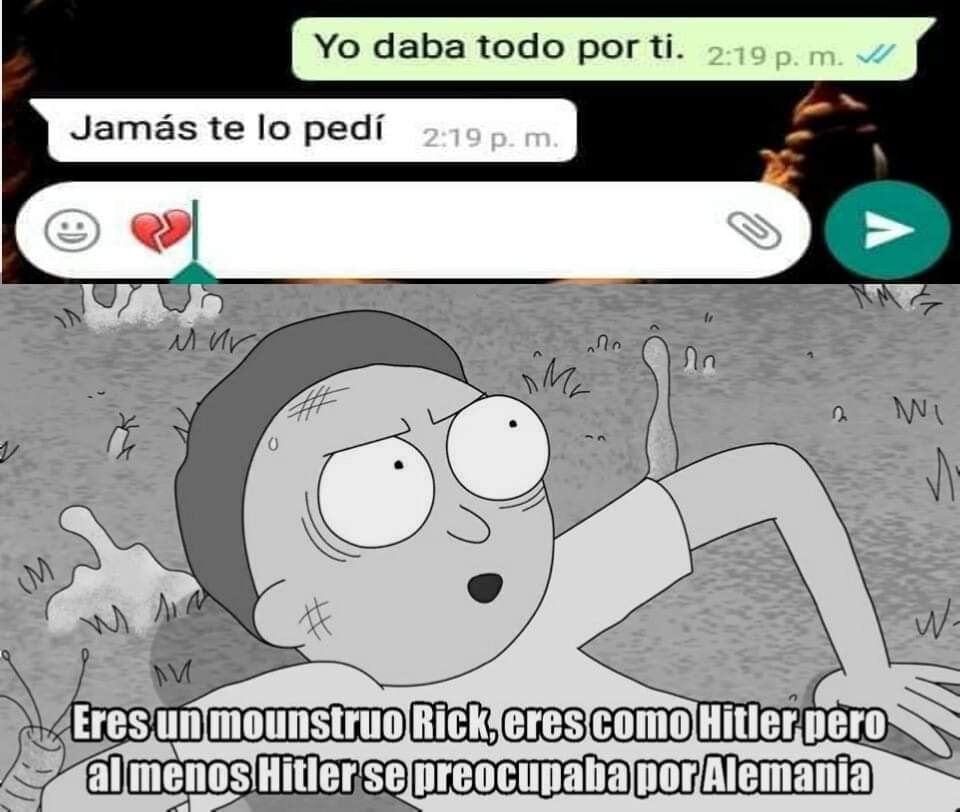 Yo daba todo por ti. 2:19 p. m.
Jamás te lo pedí 2:19 p. m.
Eres un mounstruo Rick, eres como Hitler pero
al menos Hitler se preocupaba por Alemania